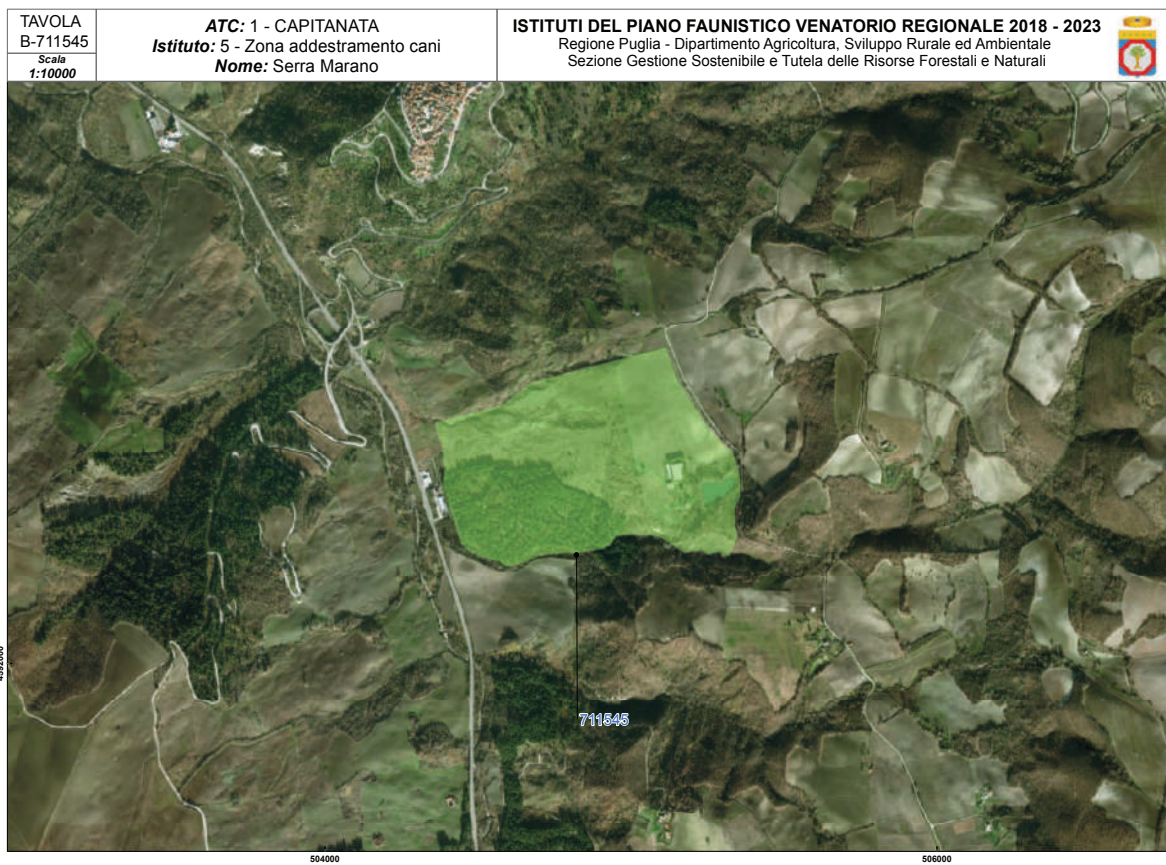 TAVOLA
B-711545
Scala
1:10000
ATC: 1 - CAPITANATA
Istituto: 5 - Zona addestramento cani
Nome: Serra Marano
ISTITUTI DEL PIANO FAUNISTICO VENATORIO REGIONALE 2018 - 2023
Regione Puglia - Dipartimento Agricoltura, Sviluppo Rurale ed Ambientale
Sezione Gestione Sostenibile e Tutela delle Risorse Forestali e Naturali
711545
504000
506000